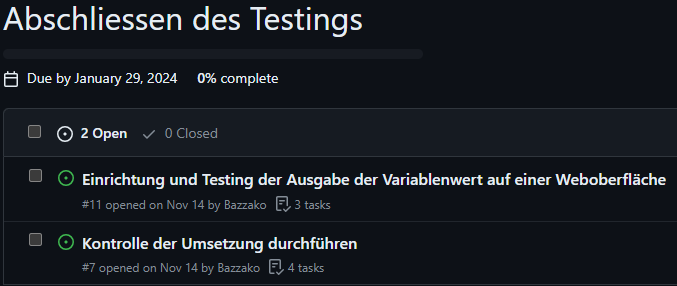 Abschliessen des Testings
Due by January 29, 2024 0% complete
2 Open 0 Closed
Einrichtung und Testing der Ausgabe der Variablenwert auf einer Weboberfläche
#11 opened on Nov 14 by Bazzako 3 tasks
Kontrolle der Umsetzung durchführen
#7 opened on Nov 14 by Bazzako 4 tasks